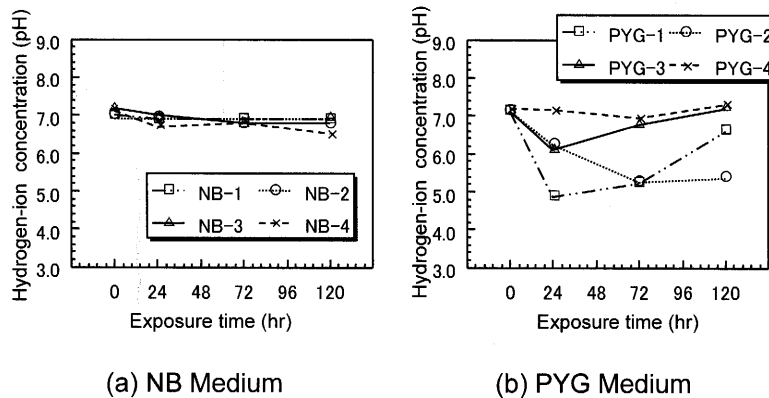 (a)
9.0
8.0
7.0
6.0
5.0
4.0
3.0
Hydrogen-ion concentration (pH)
NB-1 NB-2
NB-3 NB-4
0 24 48 72 96 120
Exposure time (hr)
(a) NB Medium
(b)
9.0
8.0
7.0
6.0
5.0
4.0
3.0
Hydrogen-ion concentration (pH)
PYG-1 PYG-2
PYG-3 PYG-4
0 24 48 72 96 120
Exposure time (hr)
(b) PYG Medium